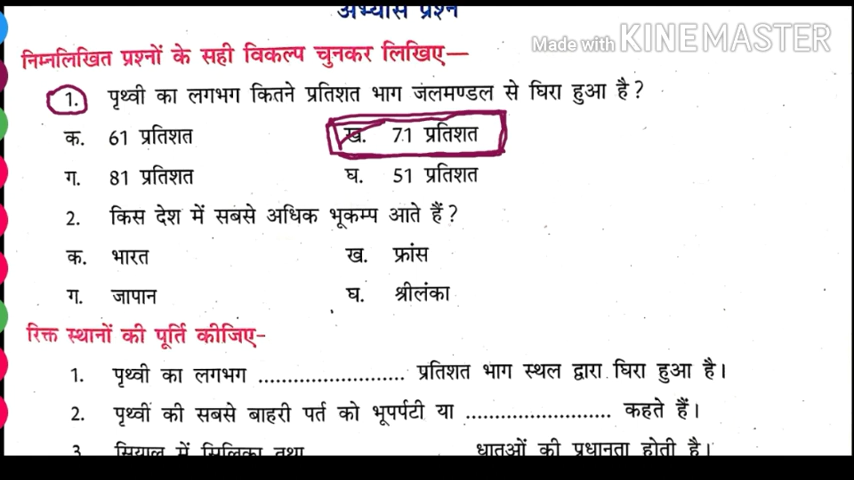 अभ्यास प्रश्न
Made with KINEMASTER
निम्नलिखित प्रश्नों के सही विकल्प चुनकर लिखिए—
1. पृथ्वी का लगभग कितने प्रतिशत भाग जलमण्डल से घिरा हुआ है?
क. 61 प्रतिशत ख. 71 प्रतिशत
ग. 81 प्रतिशत घ. 51 प्रतिशत
2. किस देश में सबसे अधिक भूकम्प आते हैं?
क. भारत ख. फ्रांस
ग. जापान घ. श्रीलंका
रिक्त स्थानों की पूर्ति कीजिए-
1. पृथ्वी का लगभग ......................... प्रतिशत भाग स्थल द्वारा घिरा हुआ है।
2. पृथ्वी की सबसे बाहरी पर्त को भूपर्पटी या ......................... कहते हैं।
3. सियाल में सिलिका तथा धातुओं की प्रधानता होती है।